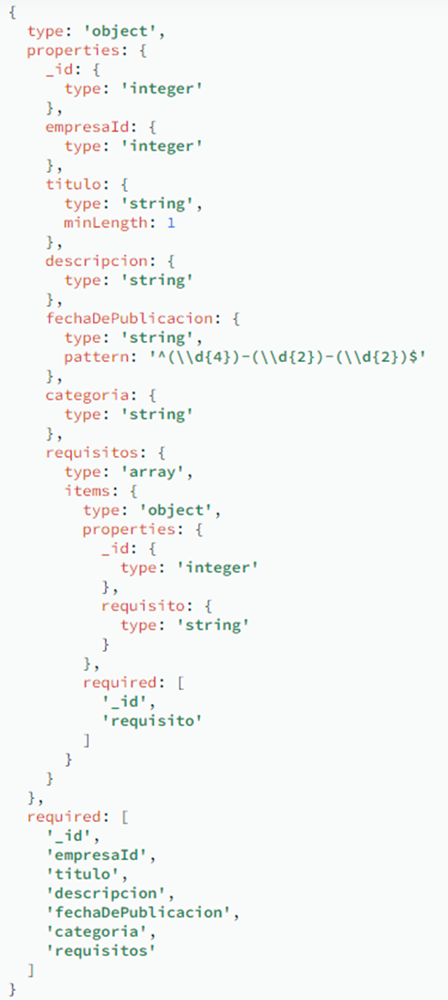 {
  type: 'object',
  properties: {
    _id: {
      type: 'integer'
    },
    empresaId: {
      type: 'integer'
    },
    titulo: {
      type: 'string',
      minLength: 1
    },
    descripcion: {
      type: 'string'
    },
    fechaDePublicacion: {
      type: 'string',
      pattern: '^(\\d{4})-(\\d{2})-(\\d{2})$'
    },
    categoria: {
      type: 'string'
    },
    requisitos: {
      type: 'array',
      items: {
        type: 'object',
        properties: {
          _id: {
            type: 'integer'
          },
          requisito: {
            type: 'string'
          }
        },
        required: [
          '_id',
          'requisito'
        ]
      }
    }
  },
  required: [
    '_id',
    'empresaId',
    'titulo',
    'descripcion',
    'fechaDePublicacion',
    'categoria',
    'requisitos'
  ]
}